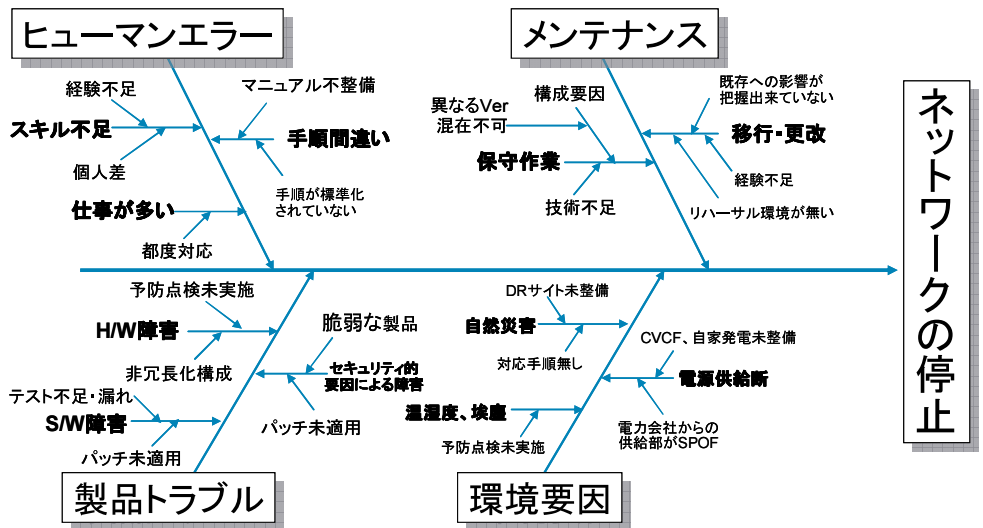 ヒューマンエラー
経験不足
スキル不足
個人差
マニュアル不整備
手順間違い
手順が標準化
されていない
仕事が多い
都度対応
メンテナンス
異なるVer
混在不可
構成要因
保守作業
技術不足
既存への影響が
把握出来ていない
移行・更改
経験不足
リハーサル環境が無い
ネットワークの停止
予防点検未実施
H/W障害
非冗長化構成
脆弱な製品
セキュリティ的
要因による障害
パッチ未適用
テスト不足・漏れ
S/W障害
パッチ未適用
製品トラブル
DRサイト未整備
自然災害
対応手順無し
CVCF、自家発電未整備
電源供給断
電力会社からの
供給部がSPOF
温湿度、埃塵
予防点検未実施
環境要因